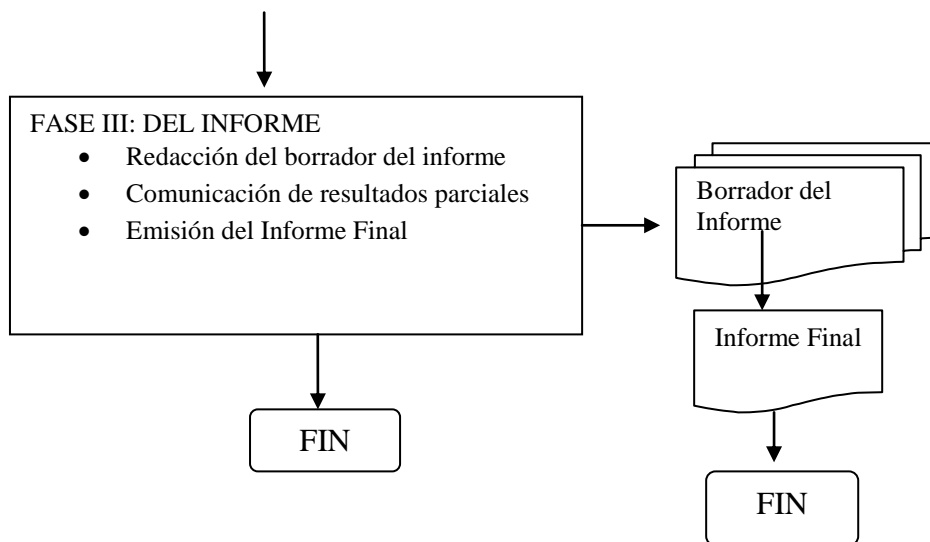 FASE III: DEL INFORME
• Redacción del borrador del informe
• Comunicación de resultados parciales
• Emisión del Informe Final
Borrador del
Informe
Informe Final
FIN
FIN